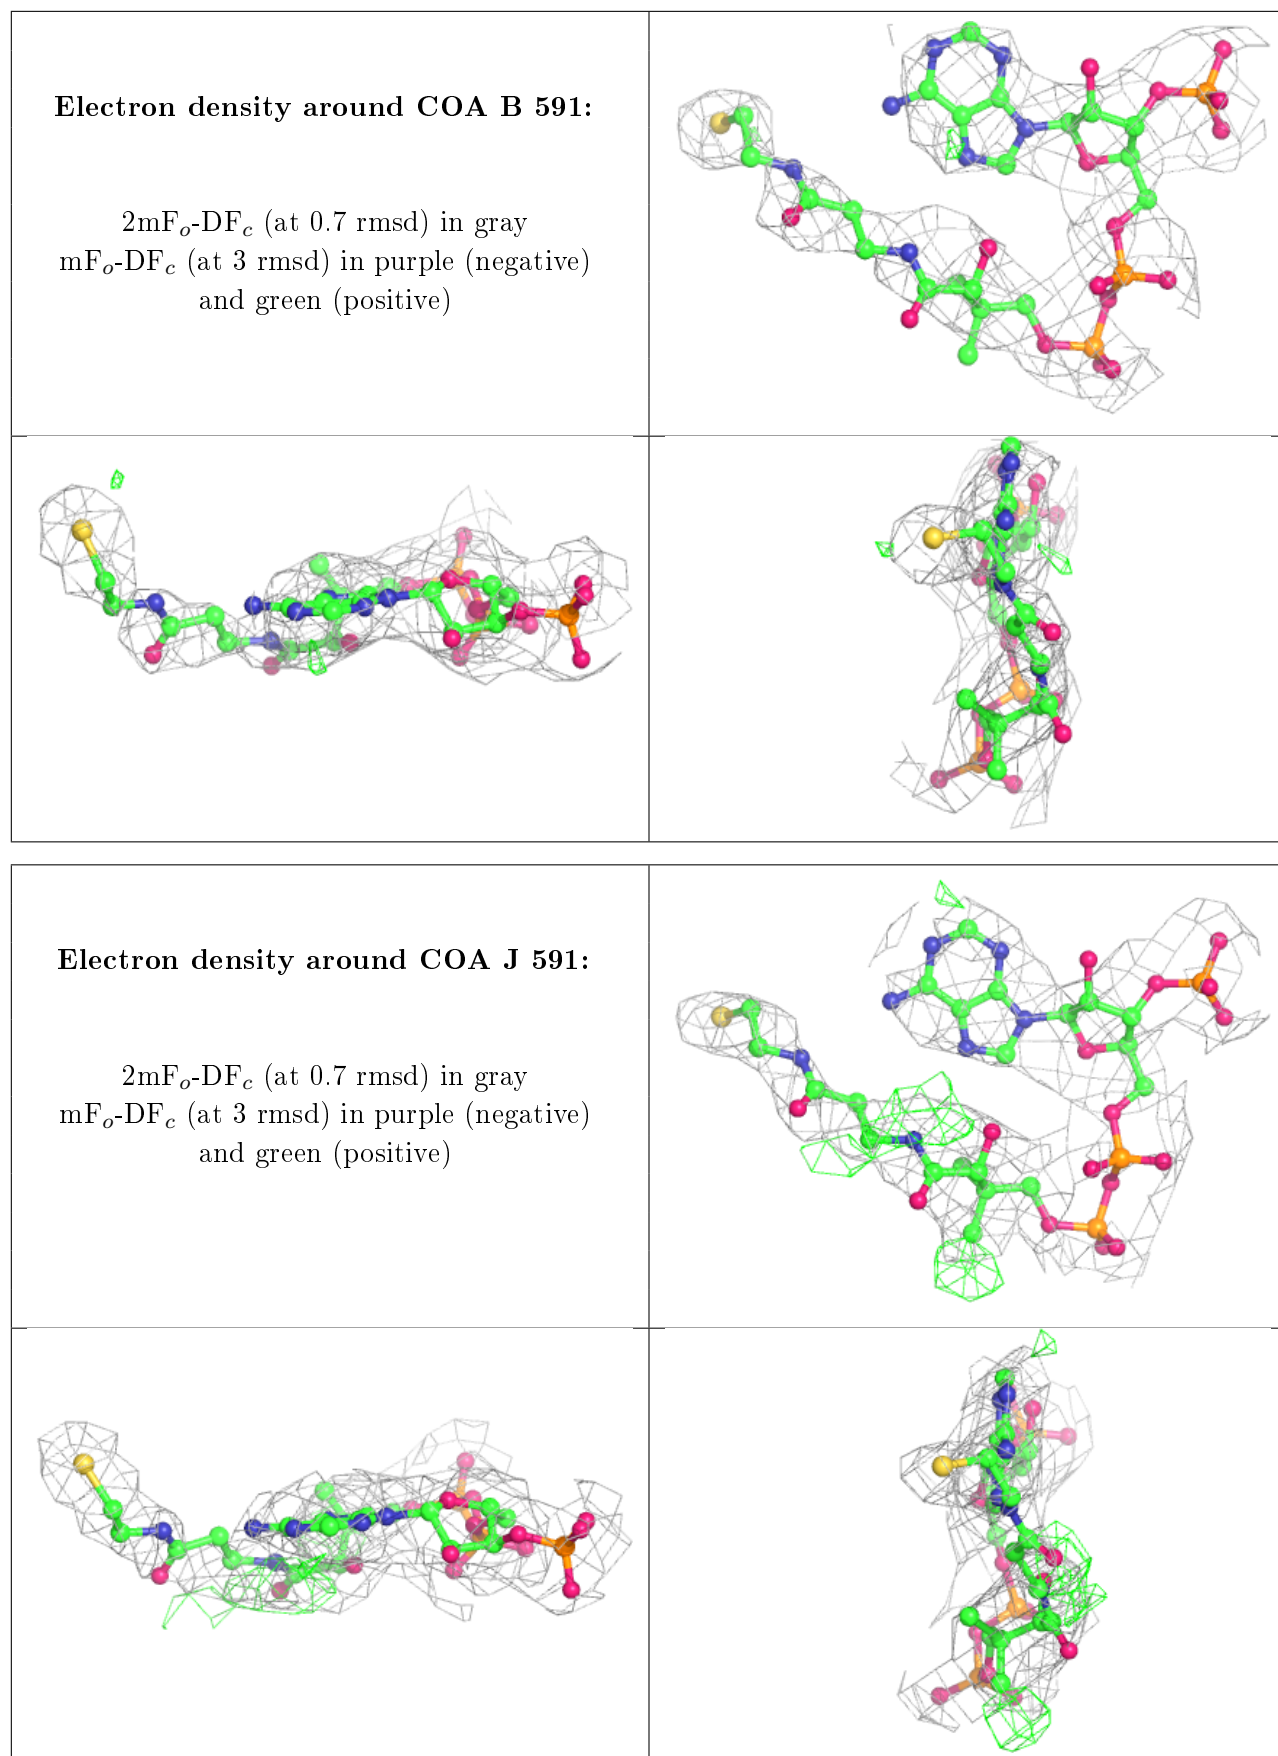 Electron density around COA B 591:
2mFo-DFc (at 0.7 rmsd) in gray
mFo-DFc (at 3 rmsd) in purple (negative)
and green (positive)
Electron density around COA J 591:
2mFo-DFc (at 0.7 rmsd) in gray
mFo-DFc (at 3 rmsd) in purple (negative)
and green (positive)